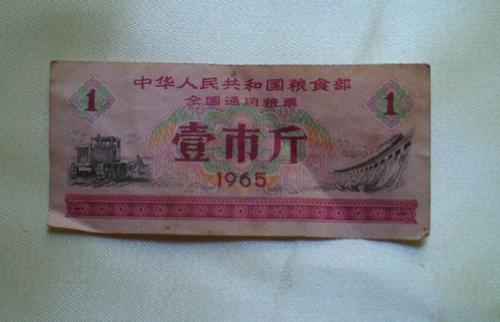 中华人民共和国粮食部
全国通用粮票
1 壹市斤 1
1965